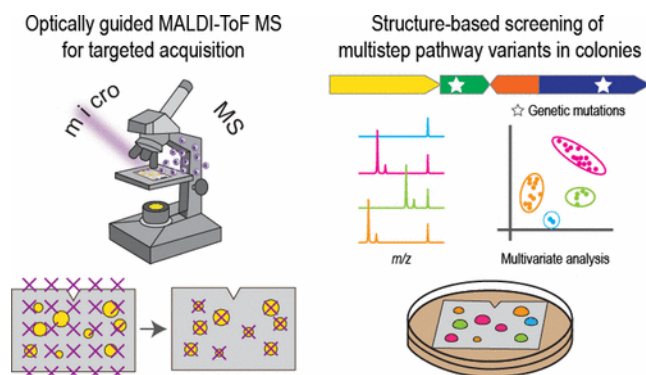 Optically guided MALDI-ToF MS
for targeted acquisition
micro
MS
Structure-based screening of
multistep pathway variants in colonies
Genetic mutations
m/z
Multivariate analysis